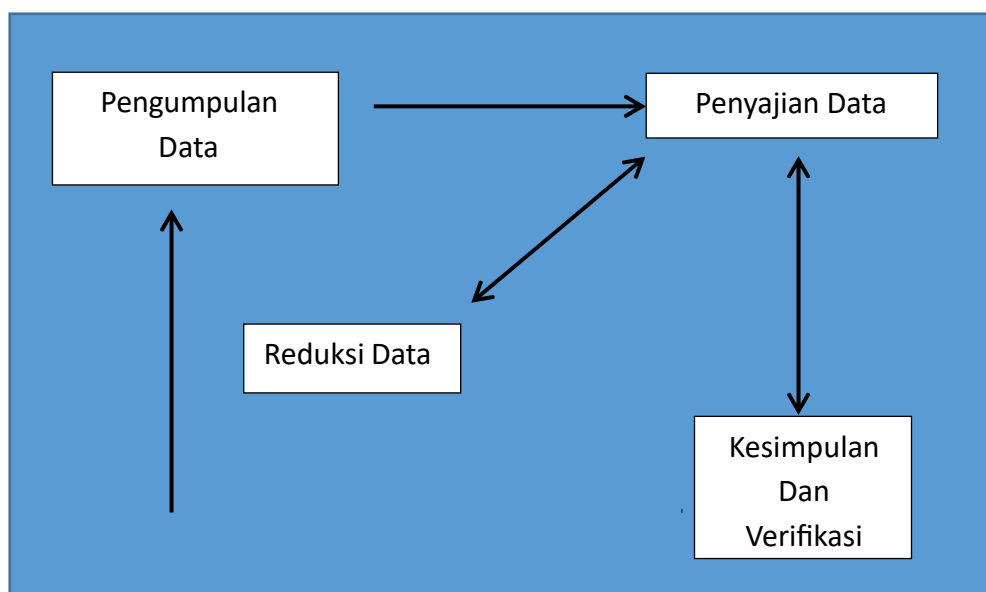 Pengumpulan
Data
Penyajian Data
Reduksi Data
Kesimpulan
Dan
Verifikasi